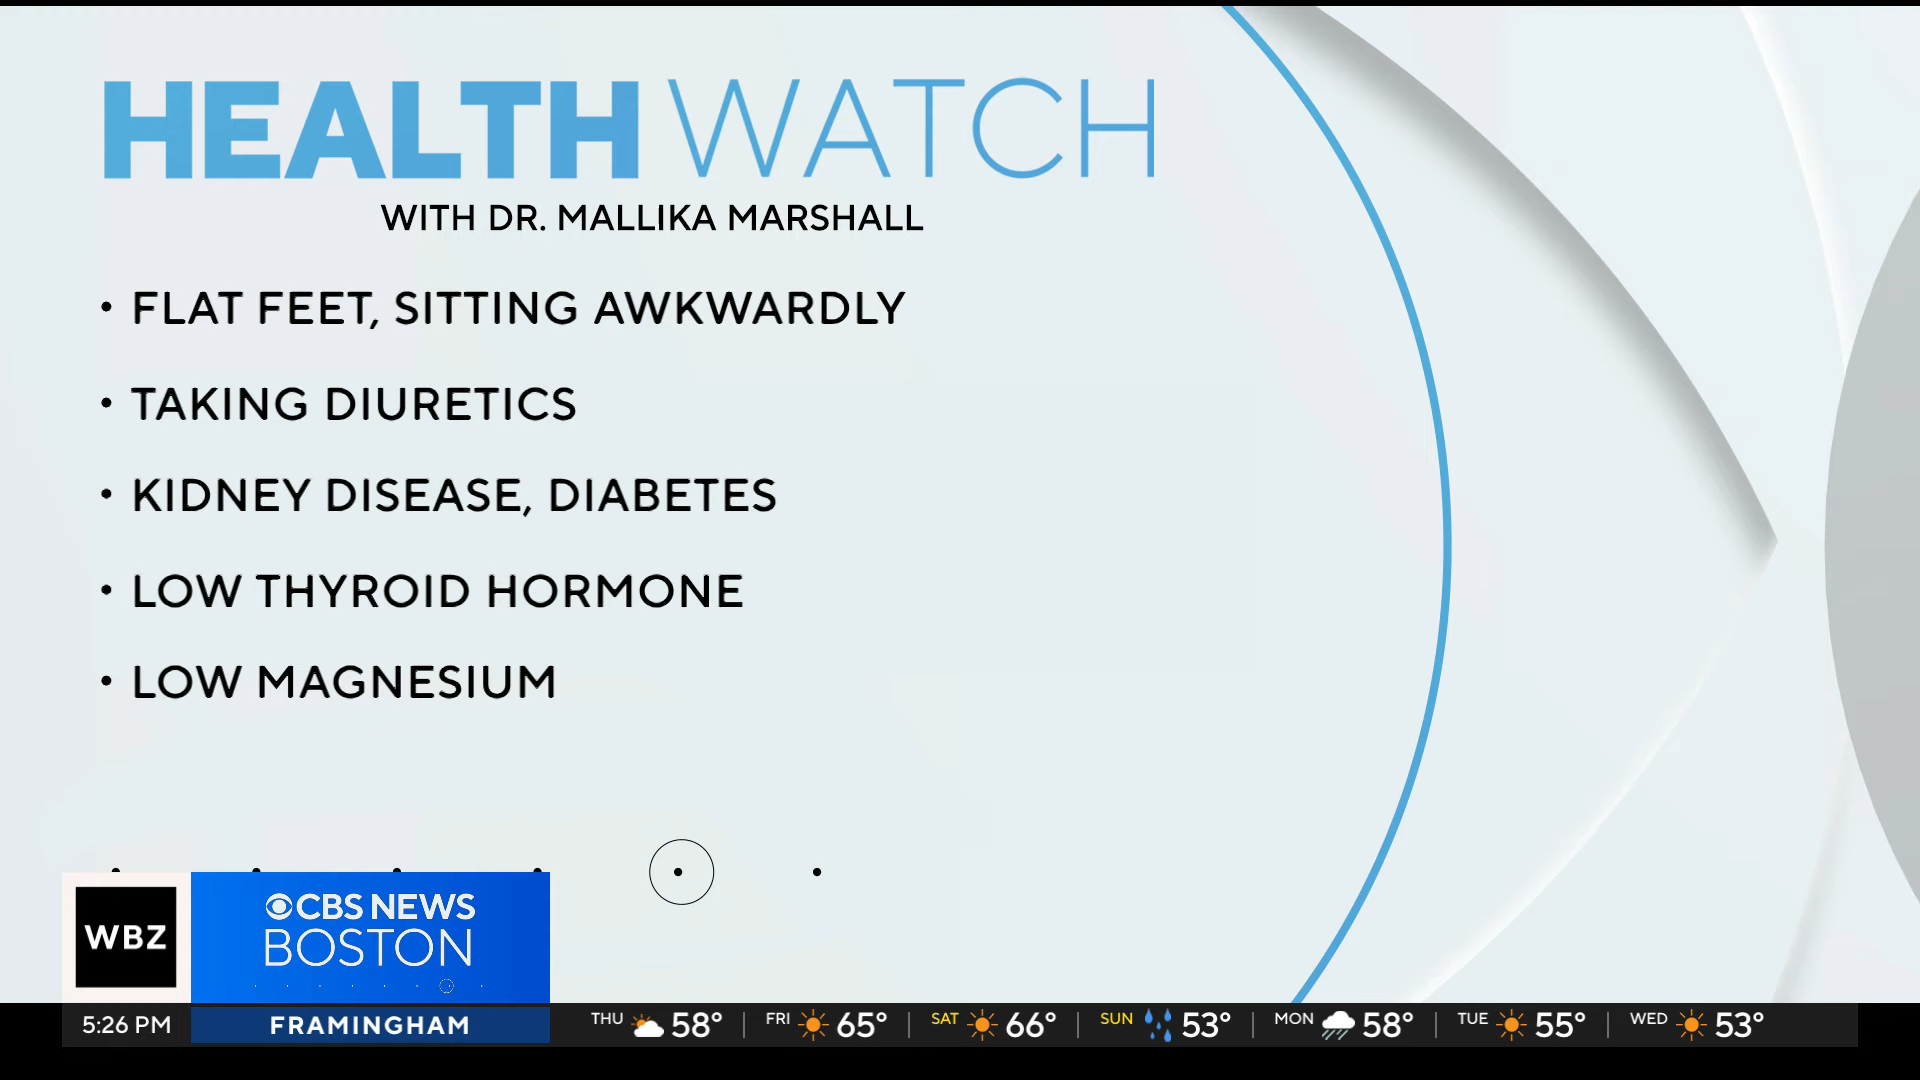 HEALTH WATCH
WITH DR. MALLIKA MARSHALL
• FLAT FEET, SITTING AWKWARDLY
• TAKING DIURETICS
• KIDNEY DISEASE, DIABETES
• LOW THYROID HORMONE
• LOW MAGNESIUM
WBZ
CBS NEWS
BOSTON
5:26 PM
FRAMINGHAM
THU 58° | FRI 65° | SAT 66° | SUN 53° | MON 58° | TUE 55° | WED 53°